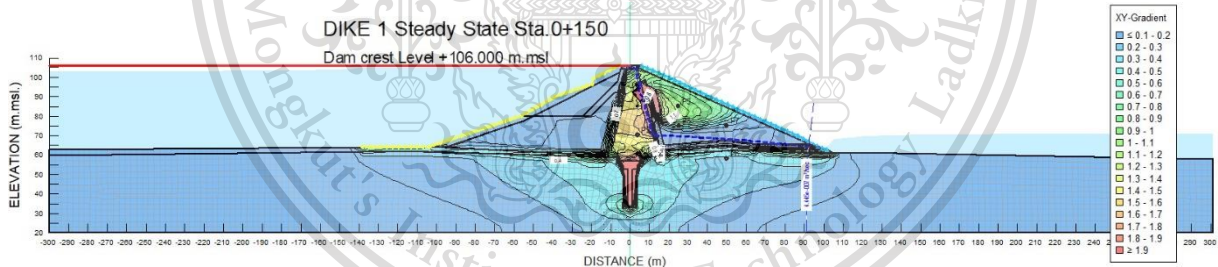 DIKE 1 Steady State Sta.0+150
Dam crest Level +106.000 m.msl
ELEVATION (m.msl.)
110
100
90
80
70
60
50
40
30
20
-300 -290 -280 -270 -260 -250 -240 -230 -220 -210 -200 -190 -180 -170 -160 -150 -140 -130 -120 -110 -100 -90 -80 -70 -60 -50 -40 -30 -20 -10 0 10 20 30 40 50 60 70 80 90 100 110 120 130 140 150 160 170 180 190 200 210 220 230 240 280 290 300
DISTANCE (m)
XY-Gradient
≤ 0.1 - 0.2
0.2 - 0.3
0.3 - 0.4
0.4 - 0.5
0.5 - 0.6
0.6 - 0.7
0.7 - 0.8
0.8 - 0.9
0.9 - 1
1 - 1.1
1.1 - 1.2
1.2 - 1.3
1.3 - 1.4
1.4 - 1.5
1.5 - 1.6
1.6 - 1.7
1.7 - 1.8
1.8 - 1.9
≥ 1.9
Mongkut's Institute of Technology Ladkr